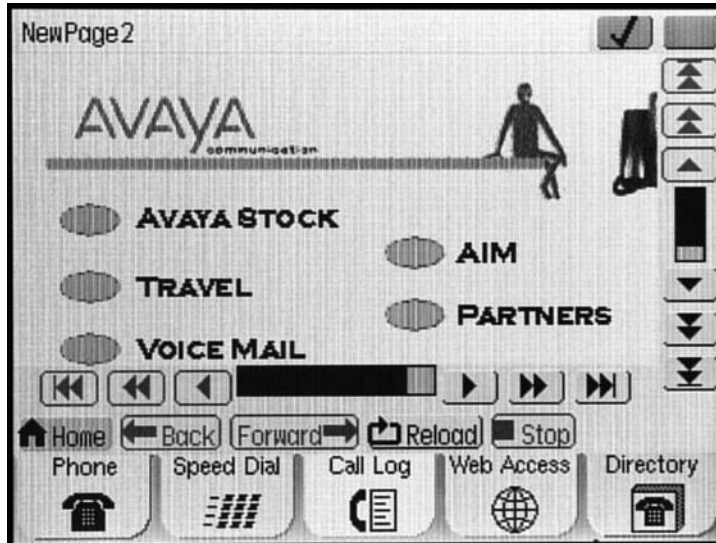 NewPage2
AVAYA
communication
AVAYA STOCK
AIM
TRAVEL
PARTNERS
VOICE MAIL
Home Back Forward Reload Stop
Phone Speed Dial Call Log Web Access Directory